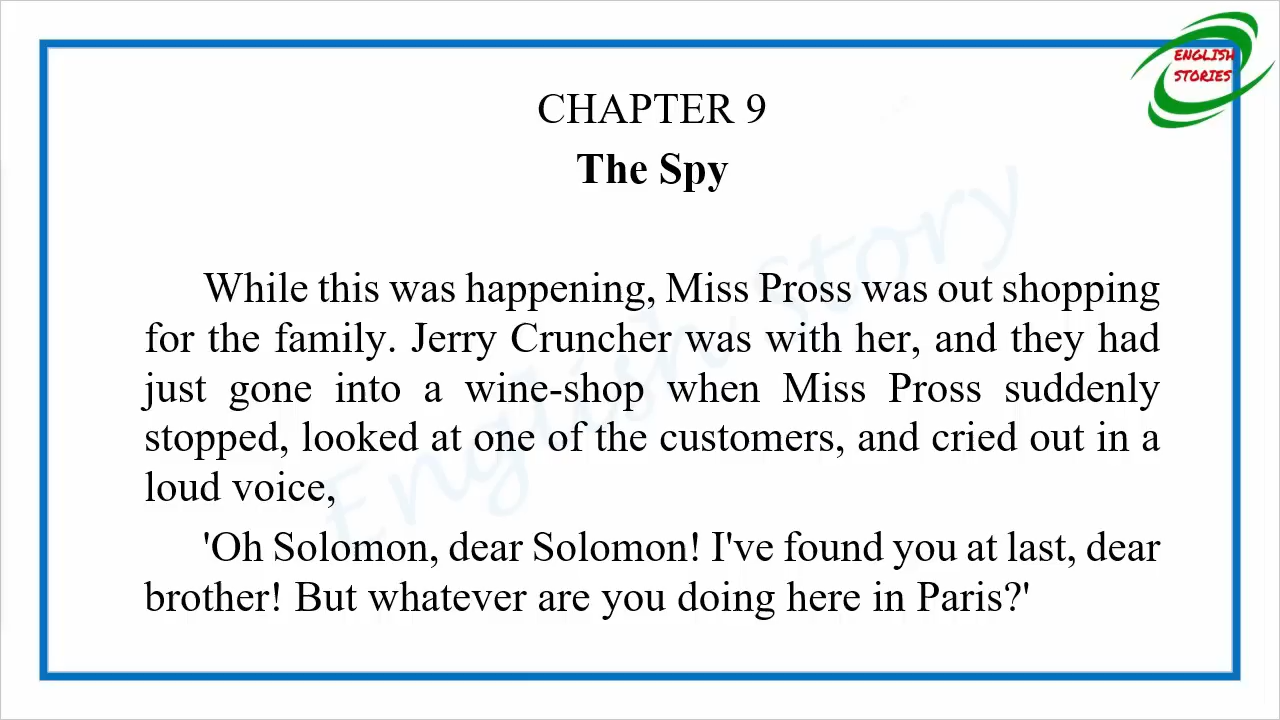 ENGLISH
STORIES
CHAPTER 9
The Spy
While this was happening, Miss Pross was out shopping
for the family. Jerry Cruncher was with her, and they had
just gone into a wine-shop when Miss Pross suddenly
stopped, looked at one of the customers, and cried out in a
loud voice,
'Oh Solomon, dear Solomon! I've found you at last, dear
brother! But whatever are you doing here in Paris?'
English Story